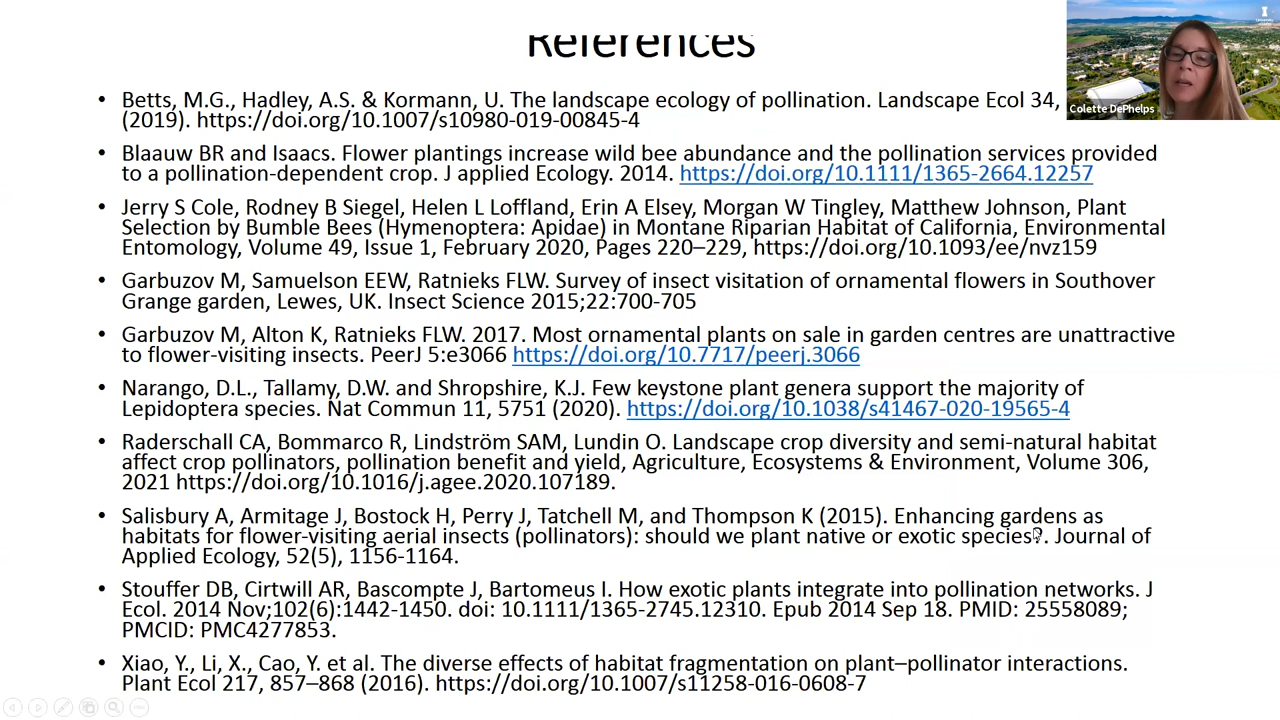 References
• Betts, M.G., Hadley, A.S. & Kormann, U. The landscape ecology of pollination. Landscape Ecol 34,
(2019). https://doi.org/10.1007/s10980-019-00845-4
• Blaauw BR and Isaacs. Flower plantings increase wild bee abundance and the pollination services provided
to a pollination-dependent crop. J applied Ecology. 2014. https://doi.org/10.1111/1365-2664.12257
• Jerry S Cole, Rodney B Siegel, Helen L Loffland, Erin A Elsey, Morgan W Tingley, Matthew Johnson, Plant
Selection by Bumble Bees (Hymenoptera: Apidae) in Montane Riparian Habitat of California, Environmental
Entomology, Volume 49, Issue 1, February 2020, Pages 220–229, https://doi.org/10.1093/ee/nvz159
• Garbuzov M, Samuelson EEW, Ratnieks FLW. Survey of insect visitation of ornamental flowers in Southover
Grange garden, Lewes, UK. Insect Science 2015;22:700-705
• Garbuzov M, Alton K, Ratnieks FLW. 2017. Most ornamental plants on sale in garden centres are unattractive
to flower-visiting insects. PeerJ 5:e3066 https://doi.org/10.7717/peerj.3066
• Narango, D.L., Tallamy, D.W. and Shropshire, K.J. Few keystone plant genera support the majority of
Lepidoptera species. Nat Commun 11, 5751 (2020). https://doi.org/10.1038/s41467-020-19565-4
• Raderschall CA, Bommarco R, Lindström SAM, Lundin O. Landscape crop diversity and semi-natural habitat
affect crop pollinators, pollination benefit and yield, Agriculture, Ecosystems & Environment, Volume 306,
2021 https://doi.org/10.1016/j.agee.2020.107189.
• Salisbury A, Armitage J, Bostock H, Perry J, Tatchell M, and Thompson K (2015). Enhancing gardens as
habitats for flower-visiting aerial insects (pollinators): should we plant native or exotic species?. Journal of
Applied Ecology, 52(5), 1156-1164.
• Stouffer DB, Cirtwill AR, Bascompte J, Bartomeus I. How exotic plants integrate into pollination networks. J
Ecol. 2014 Nov;102(6):1442-1450. doi: 10.1111/1365-2745.12310. Epub 2014 Sep 18. PMID: 25558089;
PMCID: PMC4277853.
• Xiao, Y., Li, X., Cao, Y. et al. The diverse effects of habitat fragmentation on plant–pollinator interactions.
Plant Ecol 217, 857–868 (2016). https://doi.org/10.1007/s11258-016-0608-7
Colette DePhelps